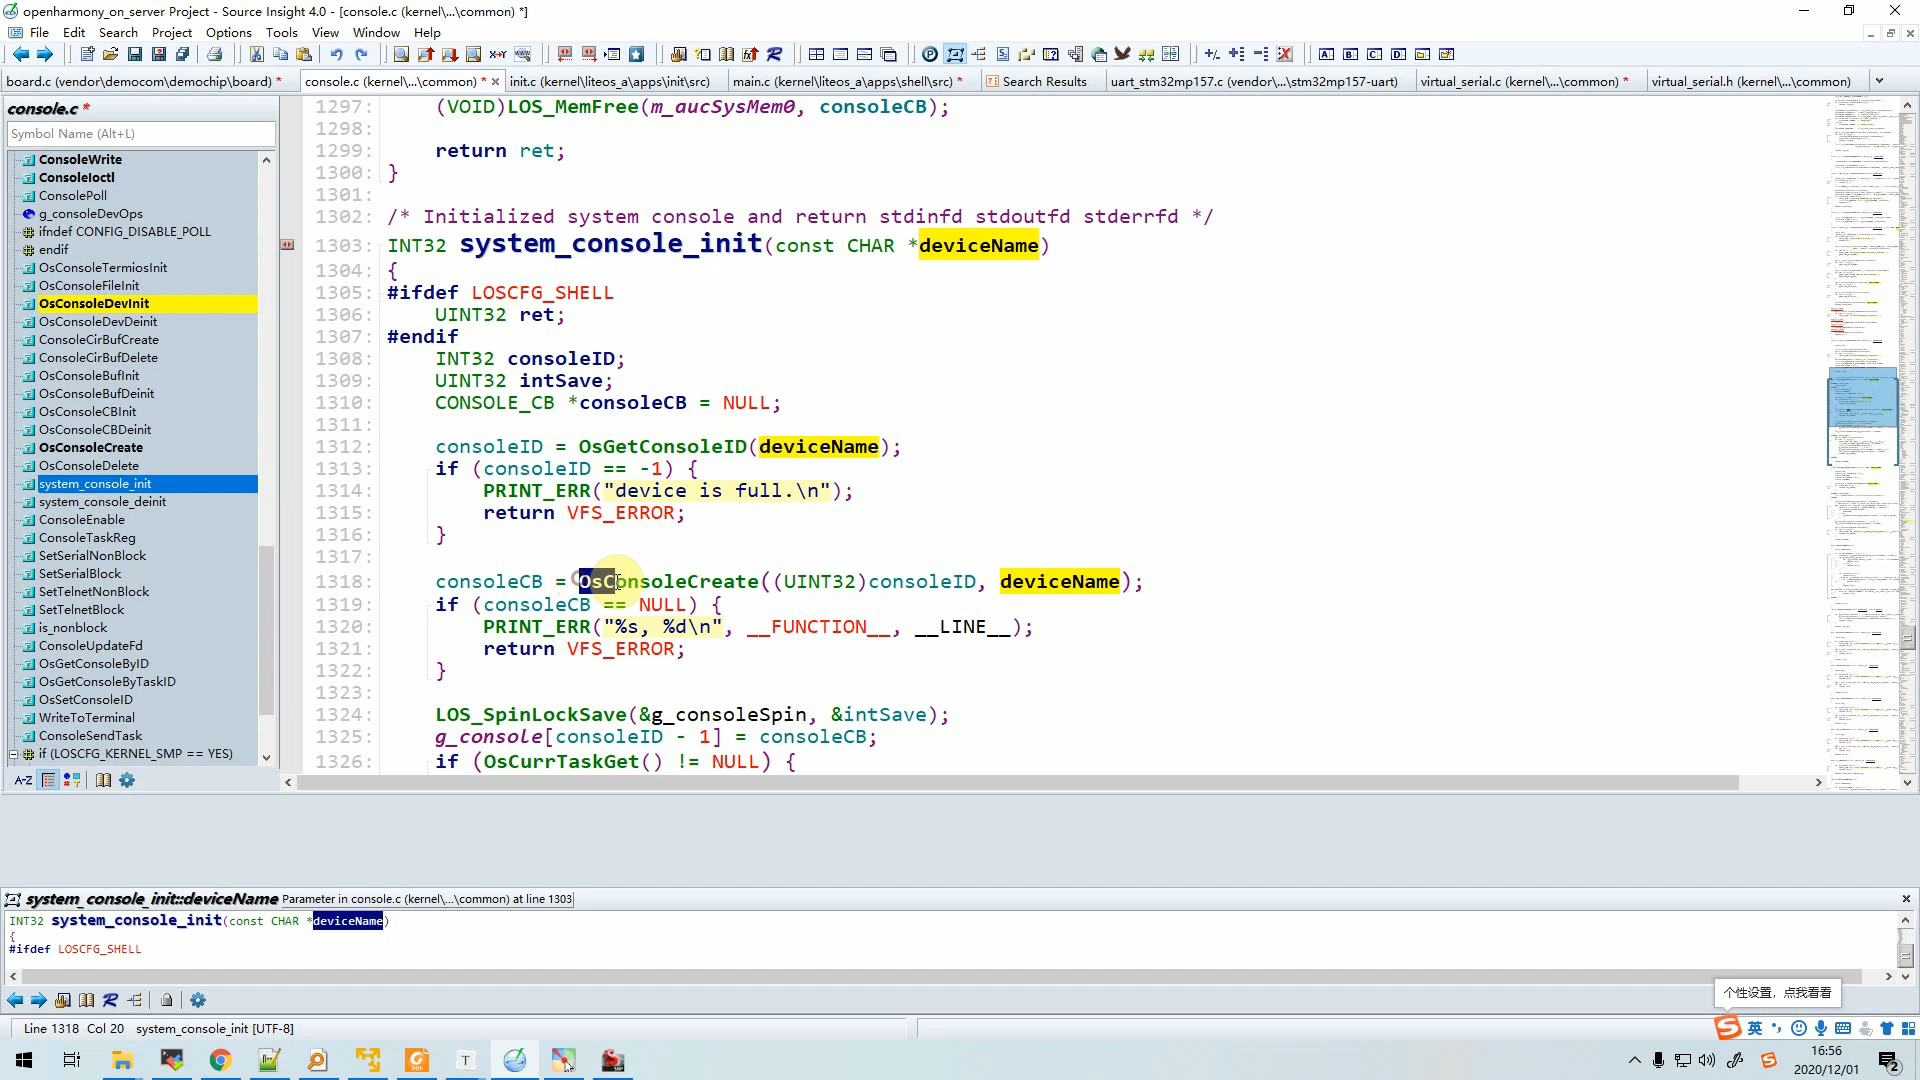 openharmony_on_server Project - Source Insight 4.0 - [console.c (kernel\...\common) *]
File Edit Search Project Options Tools View Window Help
board.c (vendor\democom\demochip\board) * console.c (kernel\...\common) * init.c (kernel\liteos_a\apps\init\src) main.c (kernel\liteos_a\apps\shell\src) * Search Results uart_stm32mp157.c (vendor\...\stm32mp157-uart) virtual_serial.c (kernel\...\common) * virtual_serial.h (kernel\...\common)
console.c *
Symbol Name (Alt+L)
ConsoleWrite
ConsoleIoctl
ConsolePoll
g_consoleDevOps
ifndef CONFIG_DISABLE_POLL
endif
OsConsoleTermiosInit
OsConsoleFileInit
OsConsoleDevInit
OsConsoleDevDeinit
ConsoleCirBufCreate
ConsoleCirBufDelete
OsConsoleBufInit
OsConsoleBufDeinit
OsConsoleCBInit
OsConsoleCBDeinit
OsConsoleCreate
OsConsoleDelete
system_console_init
system_console_deinit
ConsoleEnable
ConsoleTaskReg
SetSerialNonBlock
SetSerialBlock
SetTelnetNonBlock
SetTelnetBlock
is_nonblock
ConsoleUpdateFd
OsGetConsoleByID
OsGetConsoleByTaskID
OsSetConsoleID
WriteToTerminal
ConsoleSendTask
if (LOSCFG_KERNEL_SMP == YES)
A-Z
1297: (VOID)LOS_MemFree(m_aucSysMem0, consoleCB);
1298:
1299: return ret;
1300: }
1301:
1302: /* Initialized system console and return stdinfd stdoutfd stderrfd */
1303: INT32 system_console_init(const CHAR *deviceName)
1304: {
1305: #ifdef LOSCFG_SHELL
1306: UINT32 ret;
1307: #endif
1308: INT32 consoleID;
1309: UINT32 intSave;
1310: CONSOLE_CB *consoleCB = NULL;
1311:
1312: consoleID = OsGetConsoleID(deviceName);
1313: if (consoleID == -1) {
1314: PRINT_ERR("device is full.\n");
1315: return VFS_ERROR;
1316: }
1317:
1318: consoleCB = OsConsoleCreate((UINT32)consoleID, deviceName);
1319: if (consoleCB == NULL) {
1320: PRINT_ERR("%s, %d\n", __FUNCTION__, __LINE__);
1321: return VFS_ERROR;
1322: }
1323:
1324: LOS_SpinLockSave(&g_consoleSpin, &intSave);
1325: g_console[consoleID - 1] = consoleCB;
1326: if (OsCurrTaskGet() != NULL) {
system_console_init::deviceName Parameter in console.c (kernel\...\common) at line 1303
INT32 system_console_init(const CHAR *deviceName)
{
#ifdef LOSCFG_SHELL
个性设置，点我看看
Line 1318 Col 20 system_console_init [UTF-8]
英
16:56
2020/12/01
2